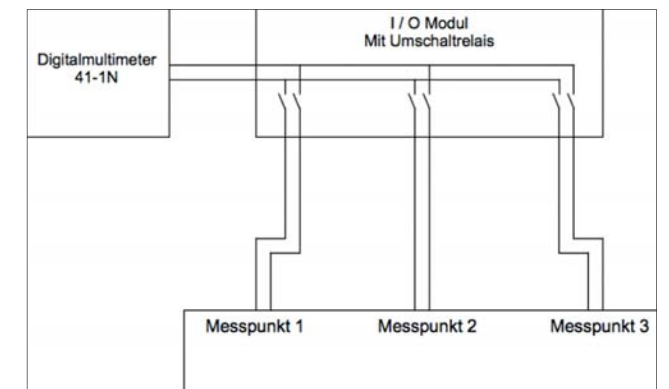 I / O Modul
Mit Umschaltrelais
Digitalmultimeter
41-1N
Messpunkt 1
Messpunkt 2
Messpunkt 3